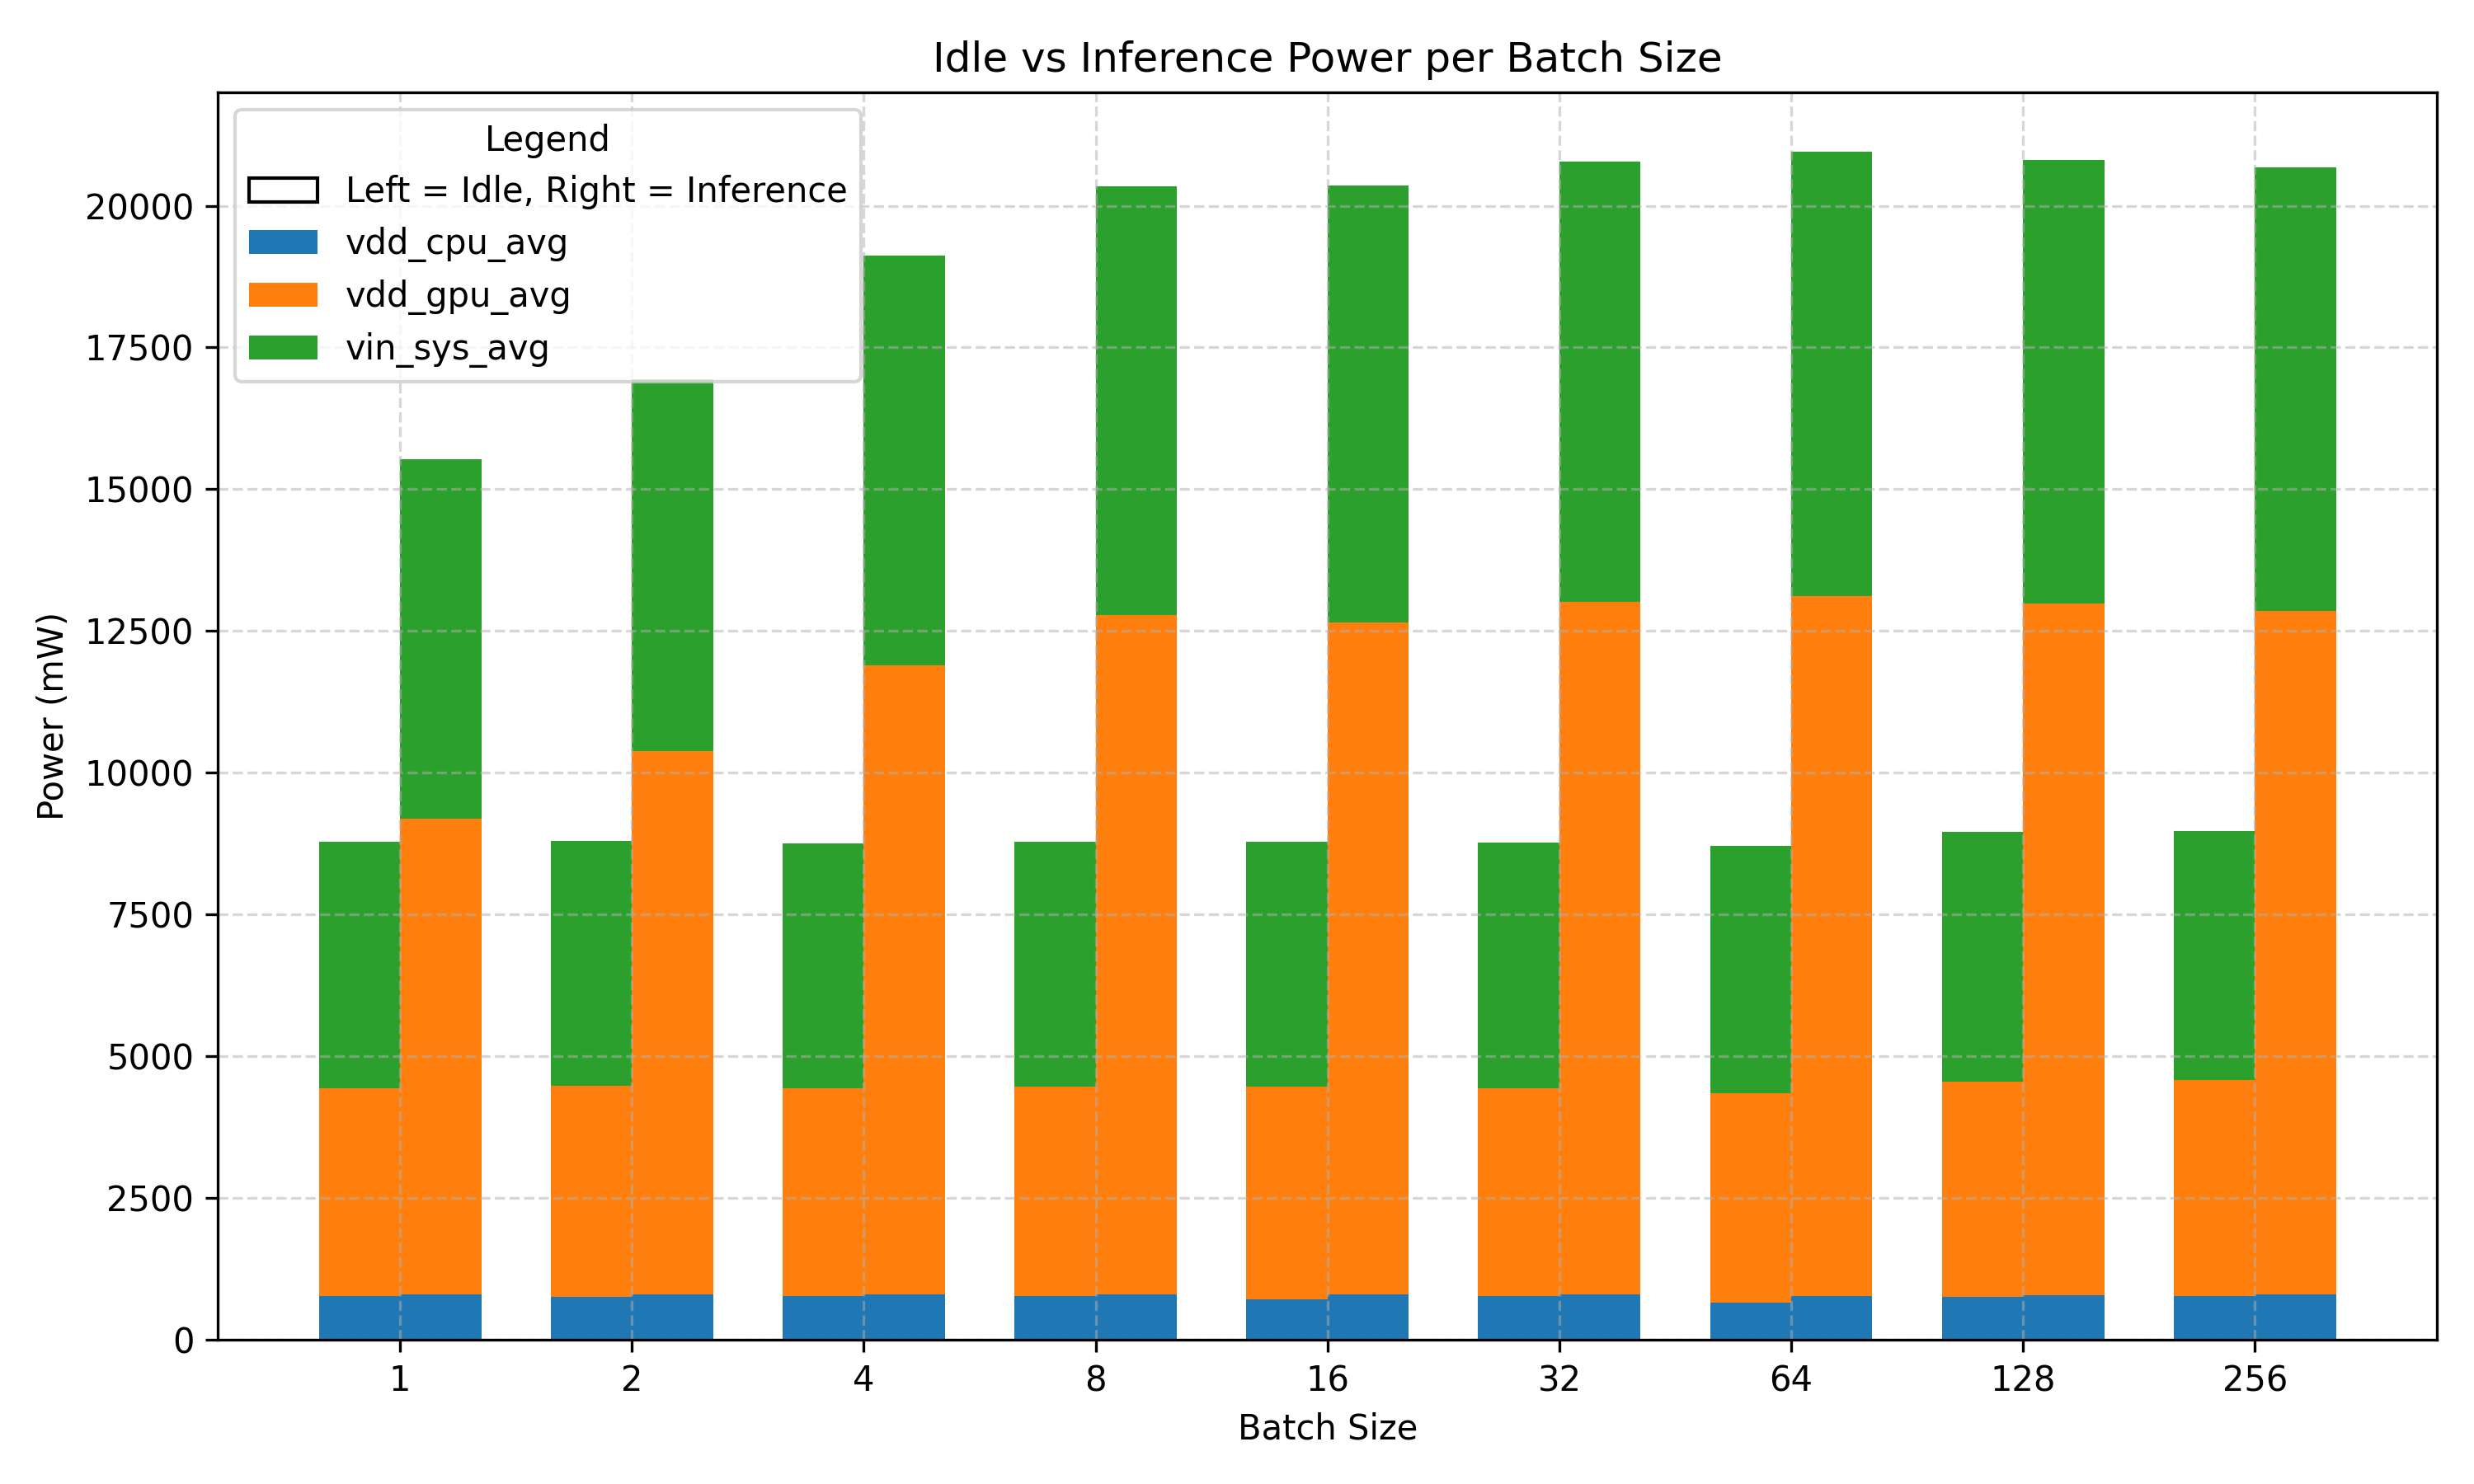 Idle vs Inference Power per Batch Size
Legend
Left = Idle, Right = Inference
vdd_cpu_avg
vdd_gpu_avg
vin_sys_avg
Power (mW)
20000
17500
15000
12500
10000
7500
5000
2500
0
1 2 4 8 16 32 64 128 256
Batch Size